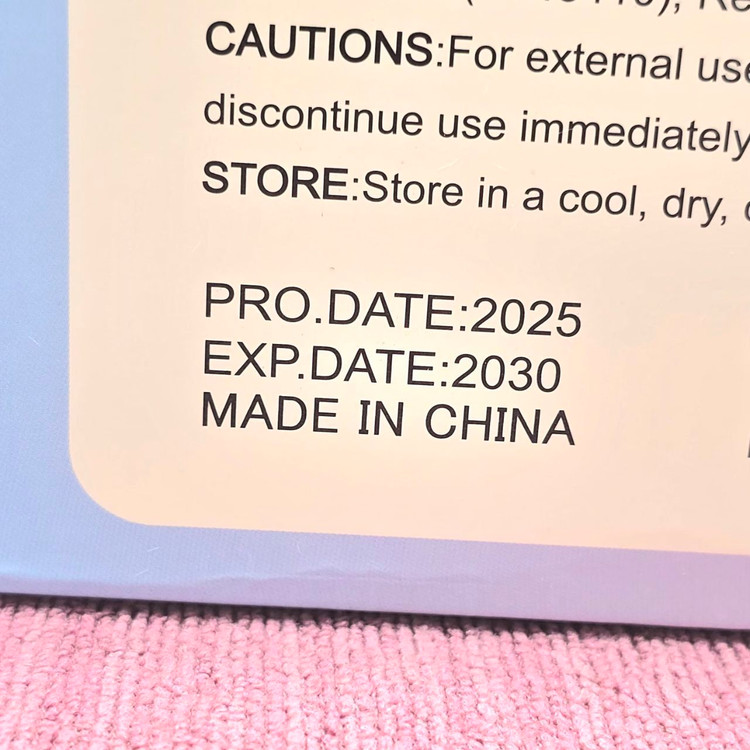 CAUTIONS:For external use
discontinue use immediately
STORE:Store in a cool, dry,
PRO.DATE:2025
EXP.DATE:2030
MADE IN CHINA